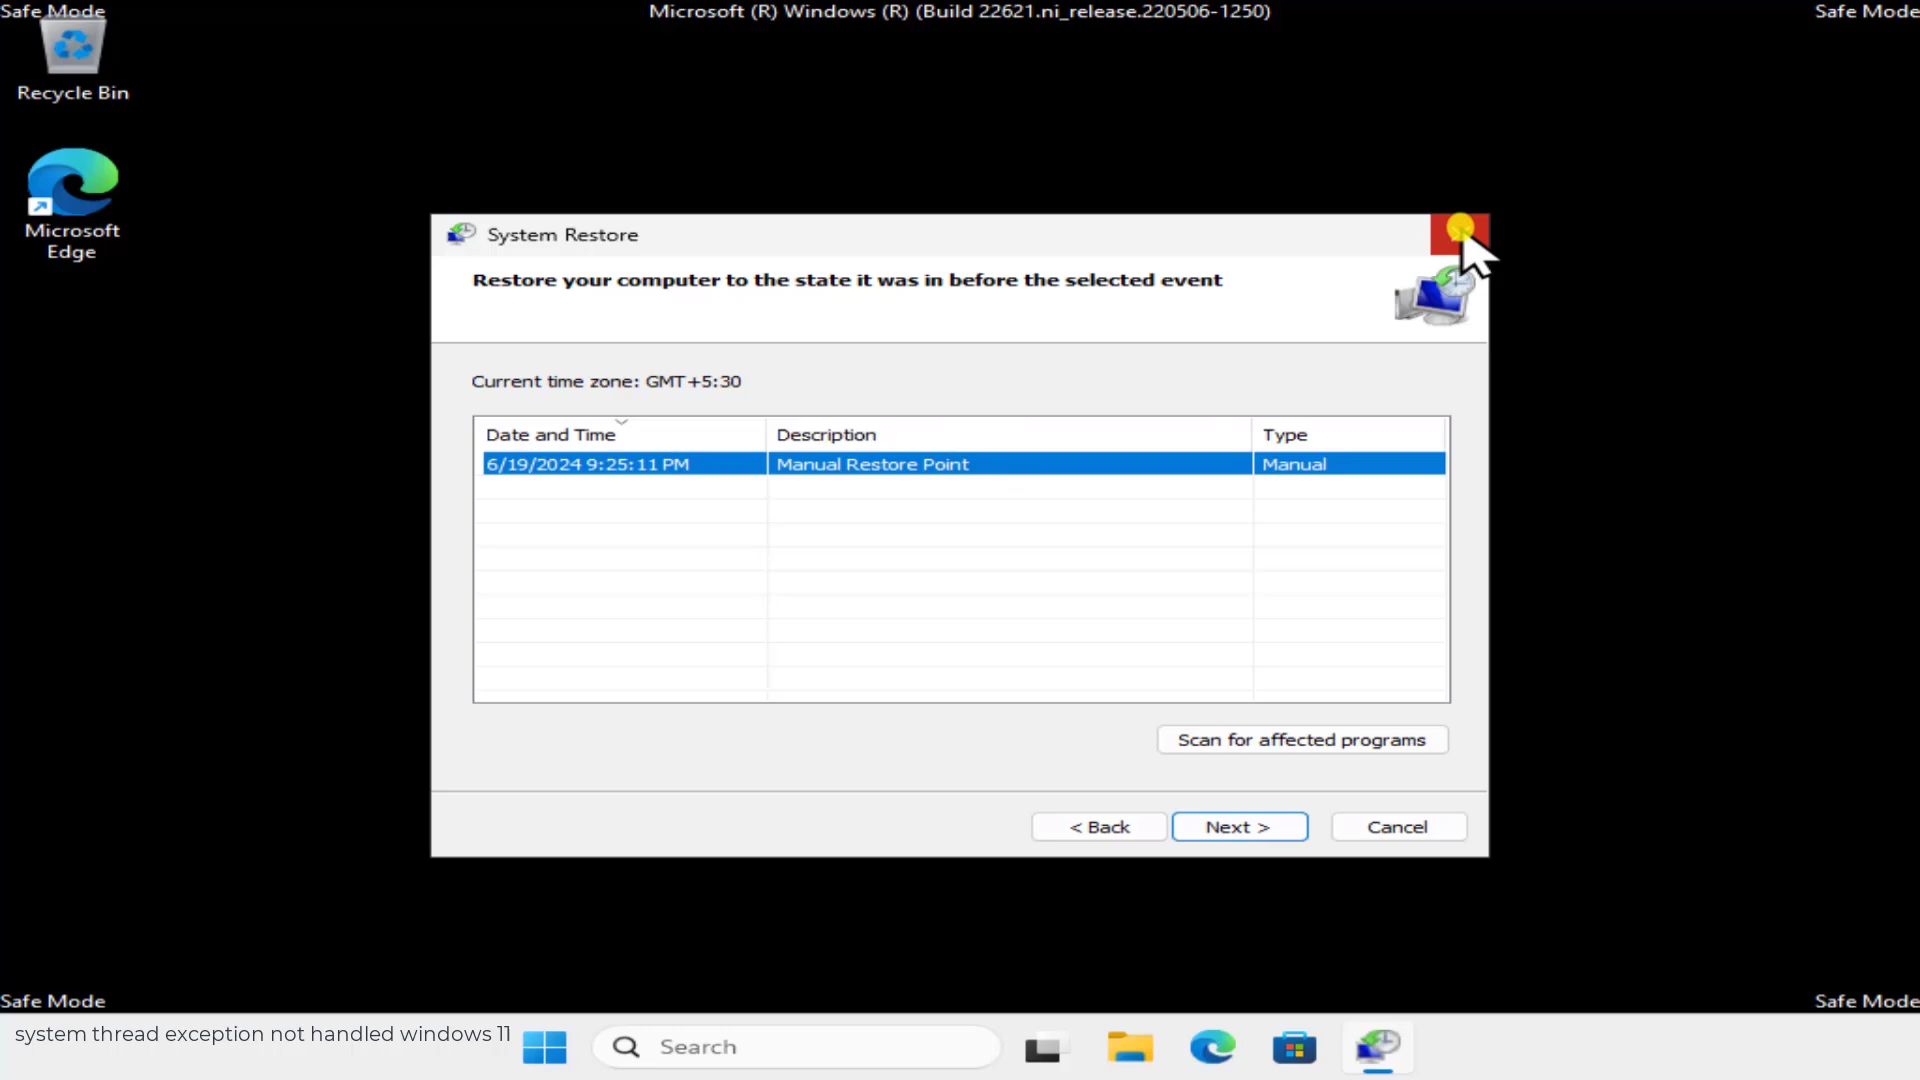 Safe Mode
Microsoft (R) Windows (R) (Build 22621.ni_release.220506-1250)
Safe Mode
Recycle Bin
Microsoft
Edge
System Restore
Restore your computer to the state it was in before the selected event
Current time zone: GMT+5:30
Date and Time Description Type
6/19/2024 9:25:11 PM Manual Restore Point Manual
Scan for affected programs
< Back Next > Cancel
Safe Mode
Safe Mode
system thread exception not handled windows 11
Search